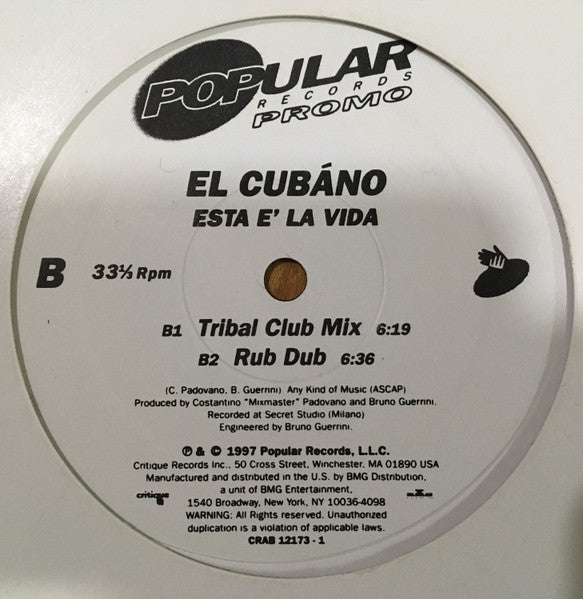 POPULAR
RECORDS
PROMO
EL CUBÁNO
ESTA E' LA VIDA
B 33⅓ Rpm
B1 Tribal Club Mix 6:19
B2 Rub Dub 6:36
(C. Padovano, B. Guerrini) Any Kind of Music (ASCAP)
Produced by Costantino "Mixmaster" Padovano and Bruno Guerrini.
Recorded at Secret Studio (Milano)
Engineered by Bruno Guerrini.
℗ & © 1997 Popular Records, L.L.C.
Critique Records Inc., 50 Cross Street, Winchester, MA 01890 USA
Manufactured and distributed in the U.S. by BMG Distribution,
a unit of BMG Entertainment,
critique
1540 Broadway, New York, NY 10036-4098
WARNING: All Rights reserved. Unauthorized
duplication is a violation of applicable laws.
CRAB 12173 - 1